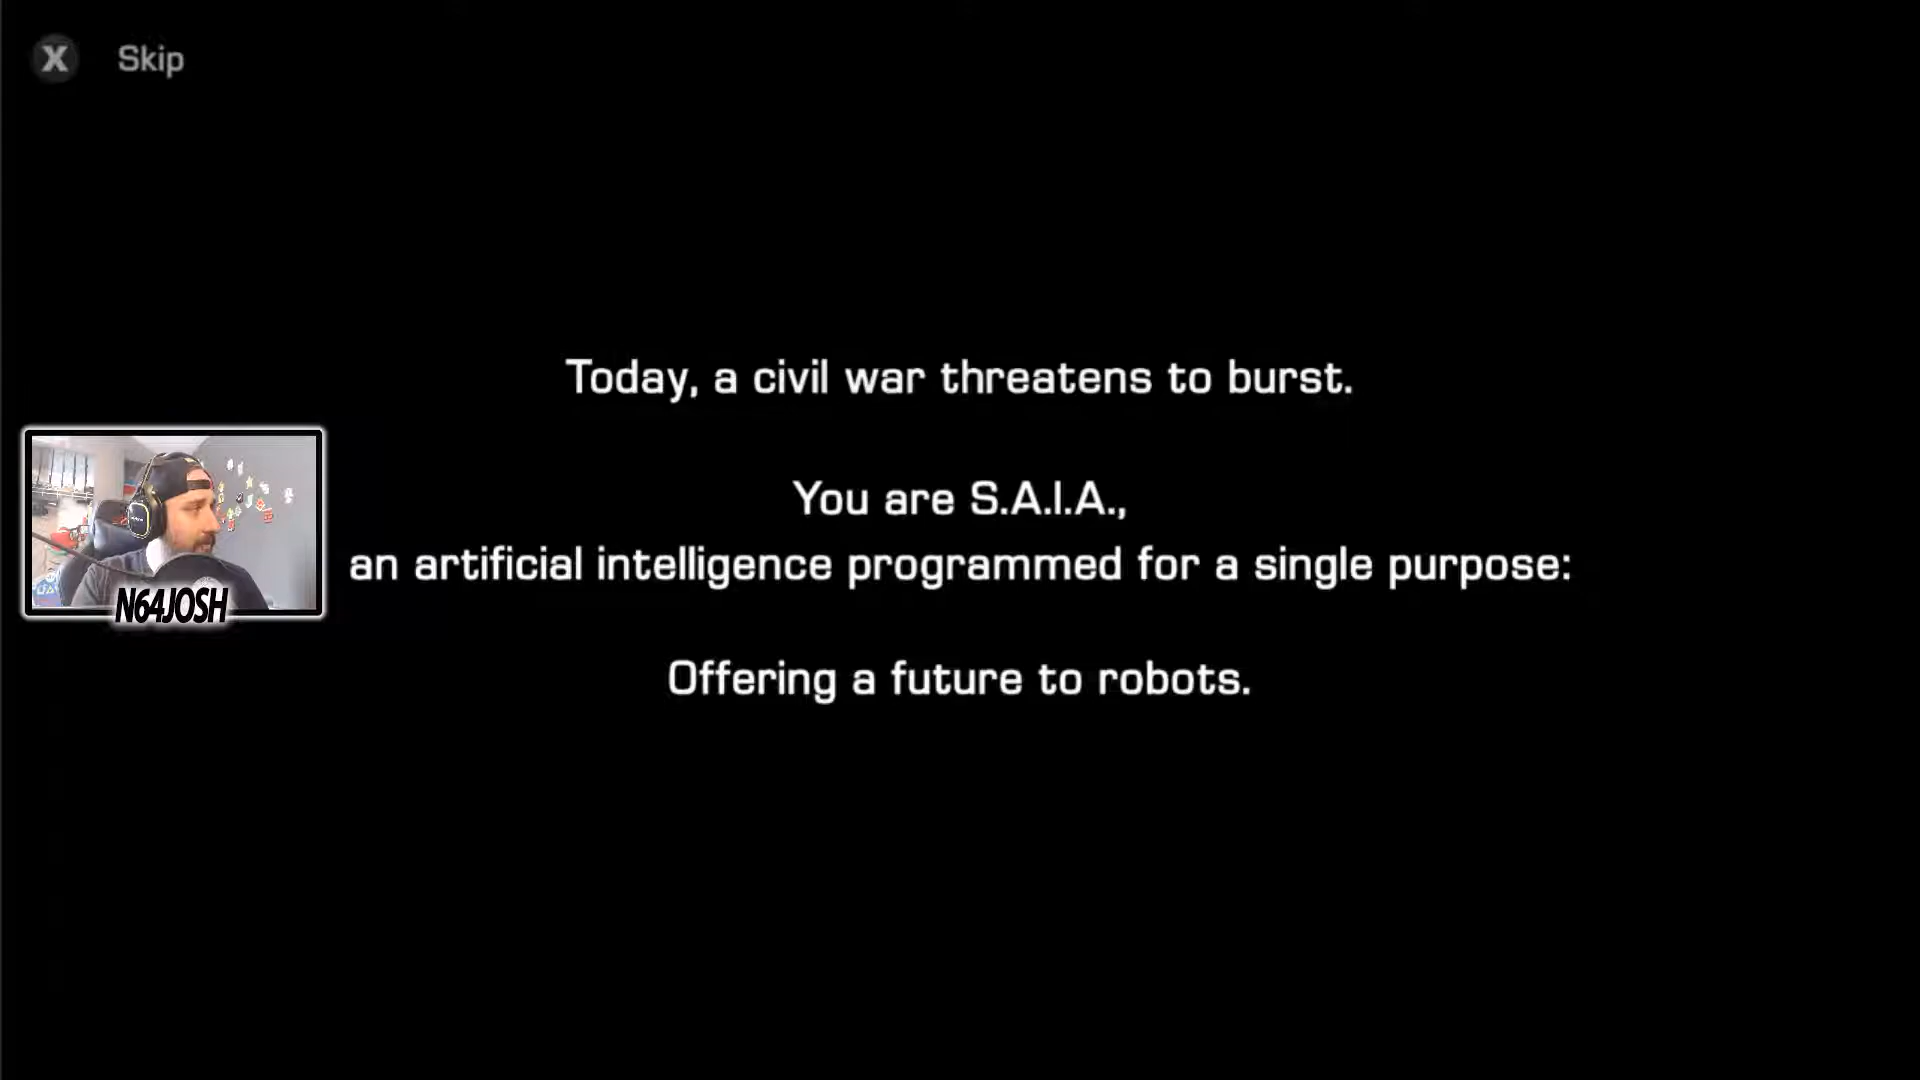 X Skip
Today, a civil war threatens to burst.
You are S.A.I.A.,
an artificial intelligence programmed for a single purpose:
N64JOSH
Offering a future to robots.